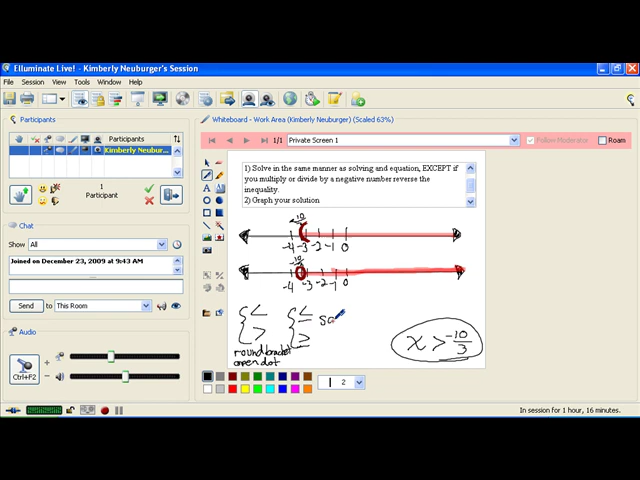 Elluminate Live! - Kimberly Neuburger's Session
File Session View Tools Window Help
Participants
Participants
Kimberly Neubur...
1
Participant
Chat
Show All
Joined on December 23, 2009 at 9:43 AM
Send to This Room
Audio
Ctrl+F2
Whiteboard - Work Area (Kimberly Neuburger) (Scaled 63%)
1/1 Private Screen 1 Follow Moderator Roam
1) Solve in the same manner as solving and equation, EXCEPT if
you multiply or divide by a negative number reverse the
inequality.
2) Graph your solution
-10/3
-4 -3 -2 -1 0
-10/3
-4 -3 -2 -1 0
{ < > { ≤ ≥ sq
round bracket
open dot
x > -10/3
2
In session for 1 hour, 16 minutes.